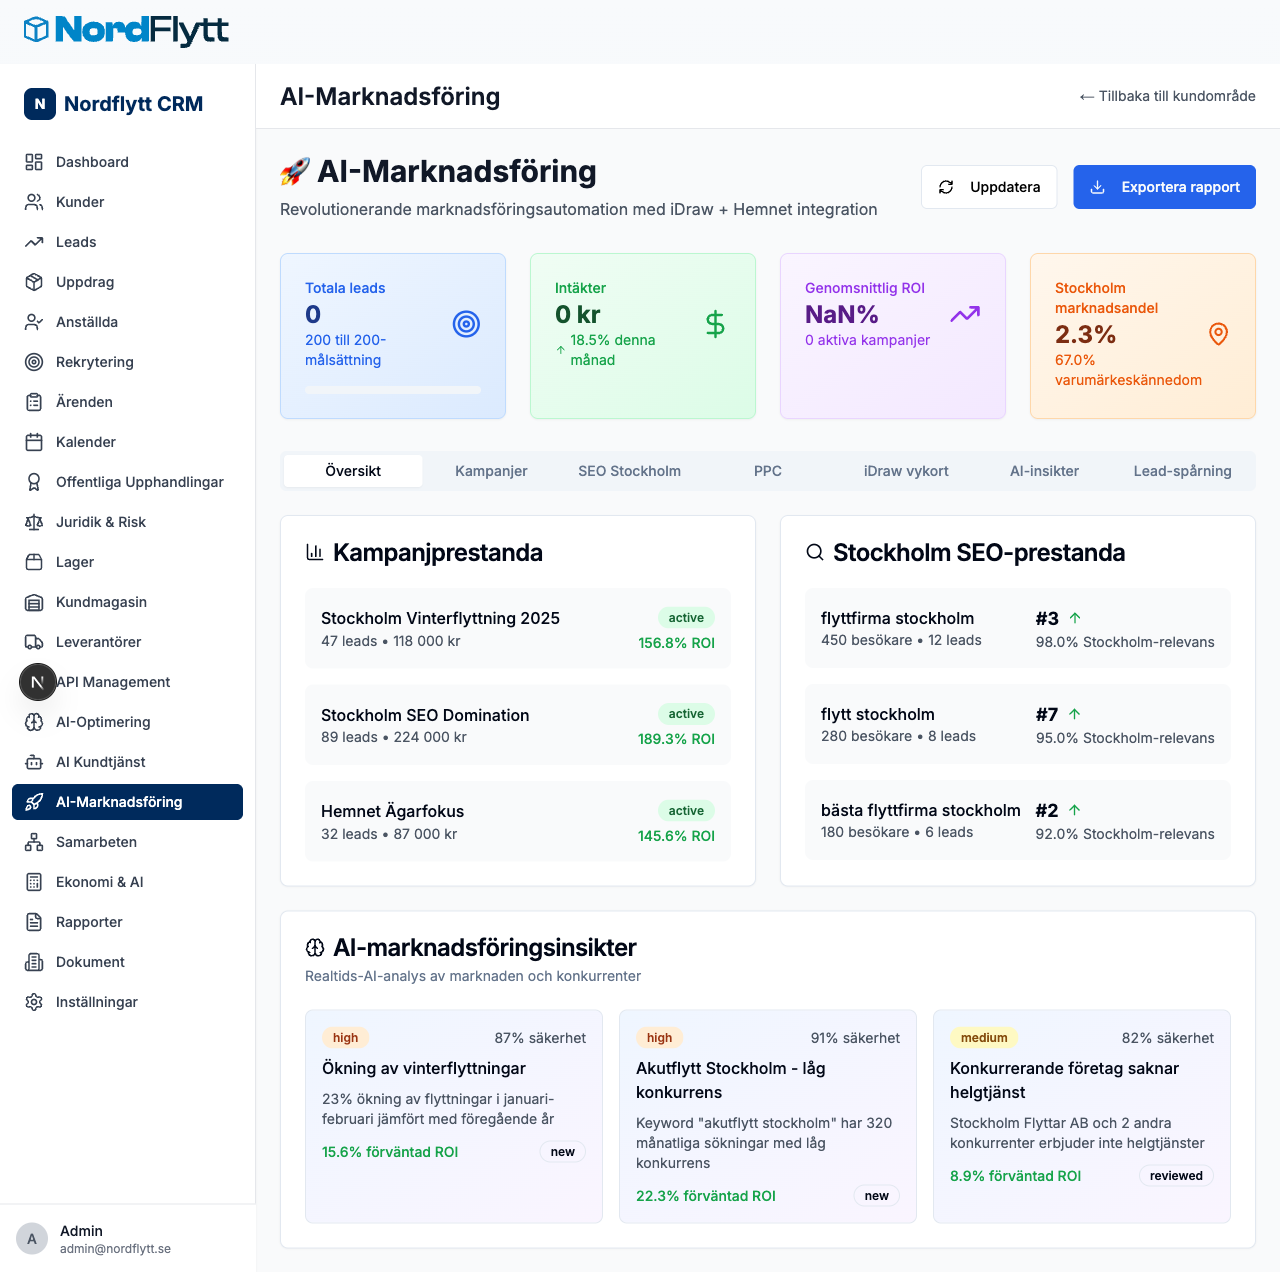 NordFlytt
N
Nordflytt CRM
Dashboard
Kunder
Leads
Uppdrag
Anställda
Rekrytering
Ärenden
Kalender
Offentliga Upphandlingar
Juridik & Risk
Lager
Kundmagasin
Leverantörer
N
API Management
AI-Optimering
AI Kundtjänst
AI-Marknadsföring
Samarbeten
Ekonomi & AI
Rapporter
Dokument
Inställningar
A
Admin
admin@nordflytt.se
AI-Marknadsföring
← Tillbaka till kundområde
🚀 AI-Marknadsföring
Revolutionerande marknadsföringsautomation med iDraw + Hemnet integration
Uppdatera
Exportera rapport
Totala leads
0
200 till 200-
målsättning
Intäkter
0 kr
18.5% denna
månad
Genomsnittlig ROI
NaN%
0 aktiva kampanjer
Stockholm
marknadsandel
2.3%
67.0%
varumärkeskännedom
Översikt
Kampanjer
SEO Stockholm
PPC
iDraw vykort
AI-insikter
Lead-spårning
Kampanjprestanda
Stockholm Vinterflyttning 2025
47 leads • 118 000 kr
active
156.8% ROI
Stockholm SEO Domination
89 leads • 224 000 kr
active
189.3% ROI
Hemnet Ägarfokus
32 leads • 87 000 kr
active
145.6% ROI
Stockholm SEO-prestanda
flyttfirma stockholm
450 besökare • 12 leads
#3
98.0% Stockholm-relevans
flytt stockholm
280 besökare • 8 leads
#7
95.0% Stockholm-relevans
bästa flyttfirma stockholm
180 besökare • 6 leads
#2
92.0% Stockholm-relevans
AI-marknadsföringsinsikter
Realtids-AI-analys av marknaden och konkurrenter
high
87% säkerhet
Ökning av vinterflyttningar
23% ökning av flyttningar i januari-
februari jämfört med föregående år
15.6% förväntad ROI
new
high
91% säkerhet
Akutflytt Stockholm - låg
konkurrens
Keyword "akutflytt stockholm" har 320
månatliga sökningar med låg
konkurrens
22.3% förväntad ROI
new
medium
82% säkerhet
Konkurrerande företag saknar
helgtjänst
Stockholm Flyttar AB och 2 andra
konkurrenter erbjuder inte helgtjänster
8.9% förväntad ROI
reviewed